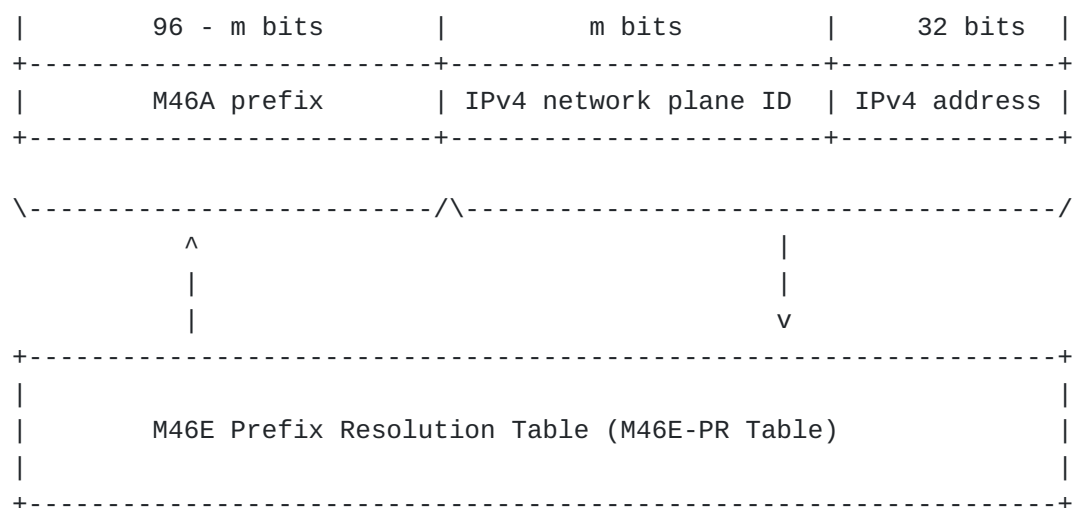 |        96 - m bits       |         m bits         |     32 bits  |
+--------------------------+------------------------+--------------+
|        M46A prefix       | IPv4 network plane ID  | IPv4 address |
+--------------------------+------------------------+--------------+
\--------------------------/\--------------------------------------/
           ^                                      |
           |                                      |
           |                                      v
+------------------------------------------------------------------+
|                                                                  |
|        M46E Prefix Resolution Table (M46E-PR Table)              |
|                                                                  |
+------------------------------------------------------------------+